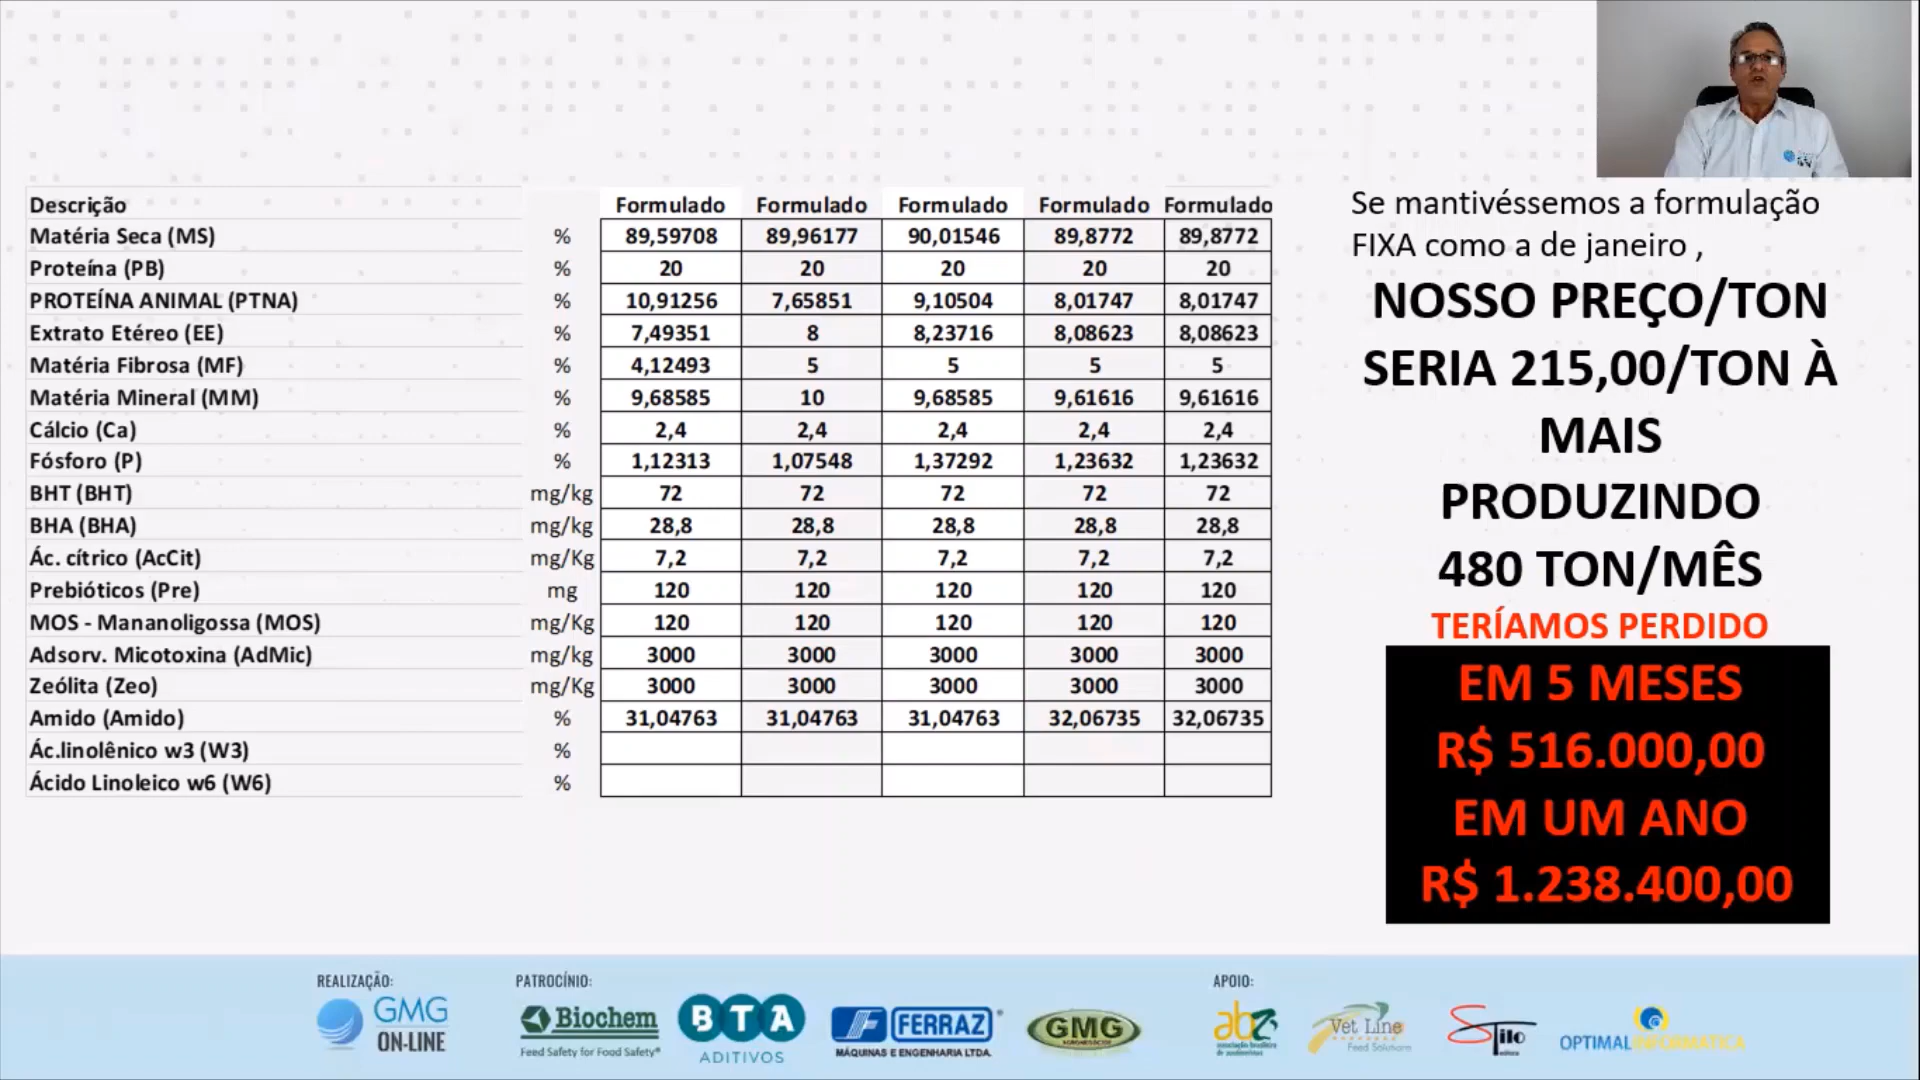 Se mantivéssemos a formulação
FIXA como a de janeiro ,
NOSSO PREÇO/TON
SERIA 215,00/TON À
MAIS
PRODUZINDO
480 TON/MÊS
TERÍAMOS PERDIDO
EM 5 MESES
R$ 516.000,00
EM UM ANO
R$ 1.238.400,00
Descrição Formulado Formulado Formulado Formulado Formulado
Matéria Seca (MS) % 89,59708 89,96177 90,01546 89,8772 89,8772
Proteína (PB) % 20 20 20 20 20
PROTEÍNA ANIMAL (PTNA) % 10,91256 7,65851 9,10504 8,01747 8,01747
Extrato Etéreo (EE) % 7,49351 8 8,23716 8,08623 8,08623
Matéria Fibrosa (MF) % 4,12493 5 5 5 5
Matéria Mineral (MM) % 9,68585 10 9,68585 9,61616 9,61616
Cálcio (Ca) % 2,4 2,4 2,4 2,4 2,4
Fósforo (P) % 1,12313 1,07548 1,37292 1,23632 1,23632
BHT (BHT) mg/kg 72 72 72 72 72
BHA (BHA) mg/kg 28,8 28,8 28,8 28,8 28,8
Ác. cítrico (AcCit) mg/Kg 7,2 7,2 7,2 7,2 7,2
Prebióticos (Pre) mg 120 120 120 120 120
MOS - Mananoligossa (MOS) mg/Kg 120 120 120 120 120
Adsorv. Micotoxina (AdMic) mg/kg 3000 3000 3000 3000 3000
Zeólita (Zeo) mg/Kg 3000 3000 3000 3000 3000
Amido (Amido) % 31,04763 31,04763 31,04763 32,06735 32,06735
Ác.linolênico w3 (W3) %
Ácido Linoleico w6 (W6) %
REALIZAÇÃO: PATROCÍNIO: APOIO:
GMG
ON-LINE
Biochem
Feed Safety for Food Safety®
BTA
ADITIVOS
FERRAZ®
MÁQUINAS E ENGENHARIA LTDA.
GMG
abz
Vet Line
Feed Solutions
STilo
OPTIMAL INFORMÁTICA